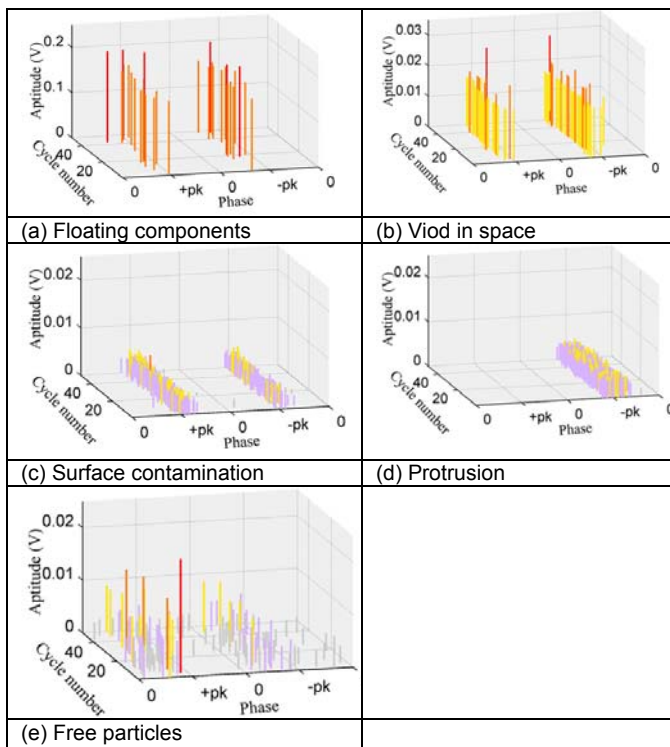 Aptitude (V)
0.2
0.1
0
40
20
Cycle number
0
+pk
0
-pk
0
Phase
(a) Floating components
Aptitude (V)
0.03
0.02
0.01
0
40
20
Cycle number
0
+pk
0
-pk
0
Phase
(b) Viod in space
Aptitude (V)
0.02
0.01
0
40
20
Cycle number
0
+pk
0
-pk
0
Phase
(c) Surface contamination
Aptitude (V)
0.02
0.01
0
40
20
Cycle number
0
+pk
0
-pk
0
Phase
(d) Protrusion
Aptitude (V)
0.02
0.01
0
40
20
Cycle number
0
+pk
0
-pk
Phase
(e) Free particles